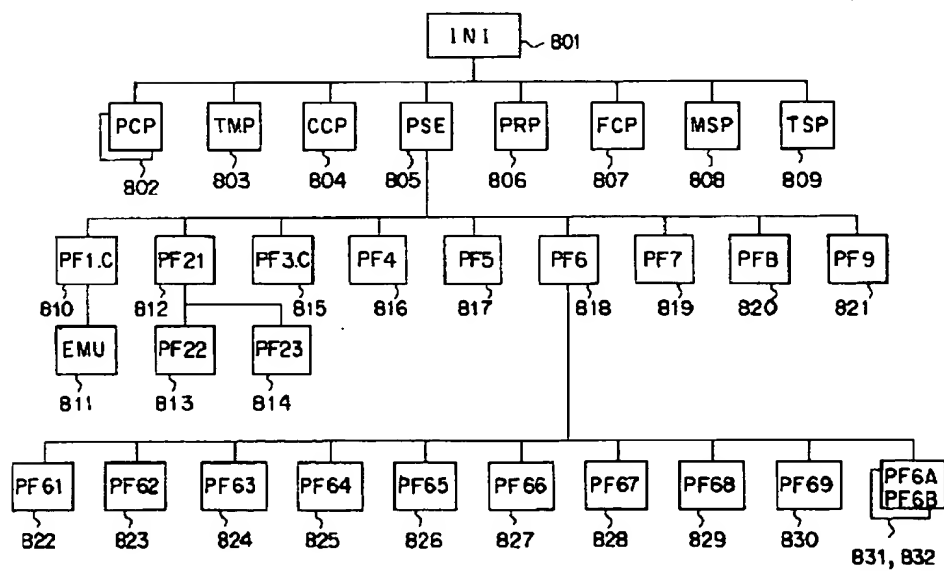 INI
801
PCP TMP CCP PSE PRP FCP MSP TSP
802 803 804 805 806 807 808 809
PF1.C PF21 PF3.C PF4 PF5 PF6 PF7 PF8 PF9
810 812 815 816 817 818 819 820 821
EMU PF22 PF23
811 813 814
PF61 PF62 PF63 PF64 PF65 PF66 PF67 PF68 PF69 PF6A
PF6B
822 823 824 825 826 827 828 829 830 831, 832